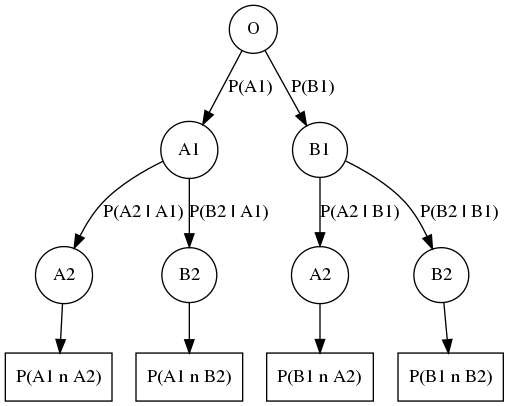 O
P(A1)
P(B1)
A1
B1
P(A2 | A1)
P(B2 | A1)
P(A2 | B1)
P(B2 | B1)
A2
B2
A2
B2
P(A1 n A2)
P(A1 n B2)
P(B1 n A2)
P(B1 n B2)